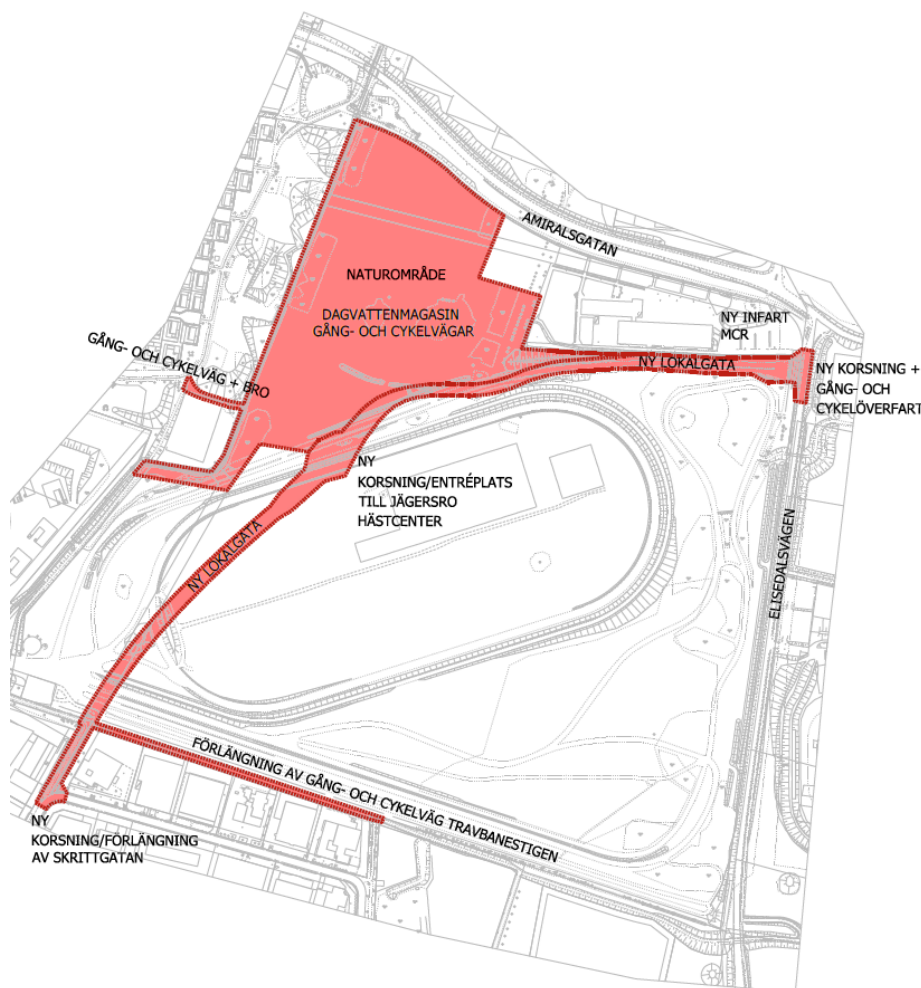 AMIRALSGATAN
NATUROMRÅDE
DAGVATTENMAGASIN
GÅNG- OCH CYKELVÄGAR
NY INFART
MCR
GÅNG- OCH CYKELVÄG + BRO
NY LOKALGATA
NY KORSNING +
GÅNG- OCH
CYKELÖVERFART
NY
KORSNING/ENTRÉPLATS
TILL JÄGERSRO
HÄSTCENTER
NY LOKALGATA
ELISEDALSVÄGEN
FÖRLÄNGNING AV GÅNG- OCH CYKELVÄG TRAVBANESTIGEN
NY
KORSNING/FÖRLÄNGNING
AV SKRITTGATAN